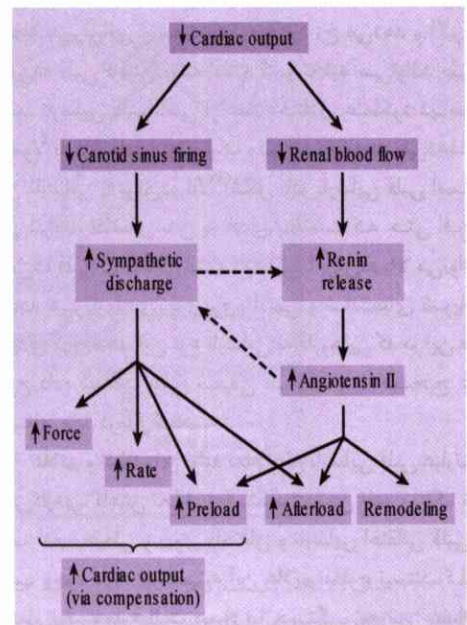 ↓ Cardiac output
↓ Carotid sinus firing
↓ Renal blood flow
↑ Sympathetic
discharge
↑ Renin
release
↑ Angiotensin II
↑ Force
↑ Rate
↑ Preload
↑ Afterload
Remodeling
↑ Cardiac output
(via compensation)